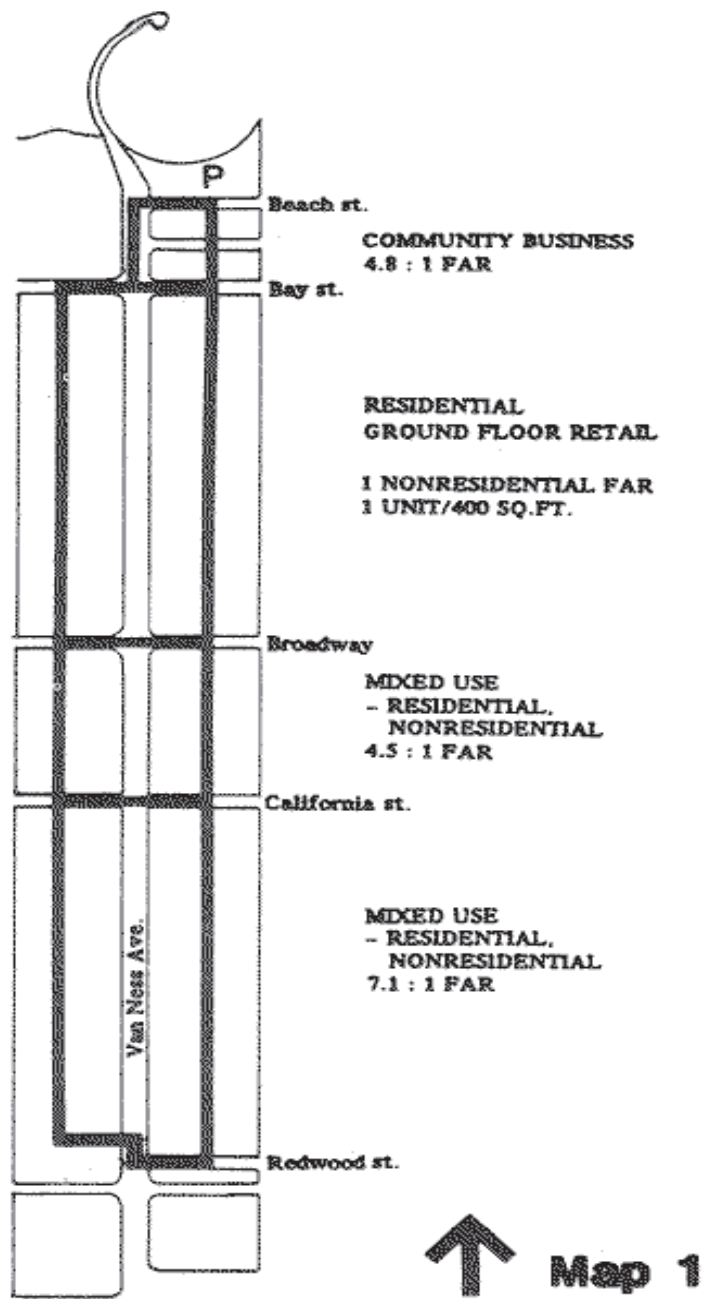 P
Beach st.
COMMUNITY BUSINESS
4.8 : 1 FAR
Bay st.
RESIDENTIAL
GROUND FLOOR RETAIL
1 NONRESIDENTIAL FAR
1 UNIT/400 SQ.FT.
Broadway
MIXED USE
- RESIDENTIAL,
NONRESIDENTIAL
4.5 : 1 FAR
California st.
MIXED USE
- RESIDENTIAL,
NONRESIDENTIAL
7.1 : 1 FAR
Van Ness Ave.
Redwood st.
Map 1